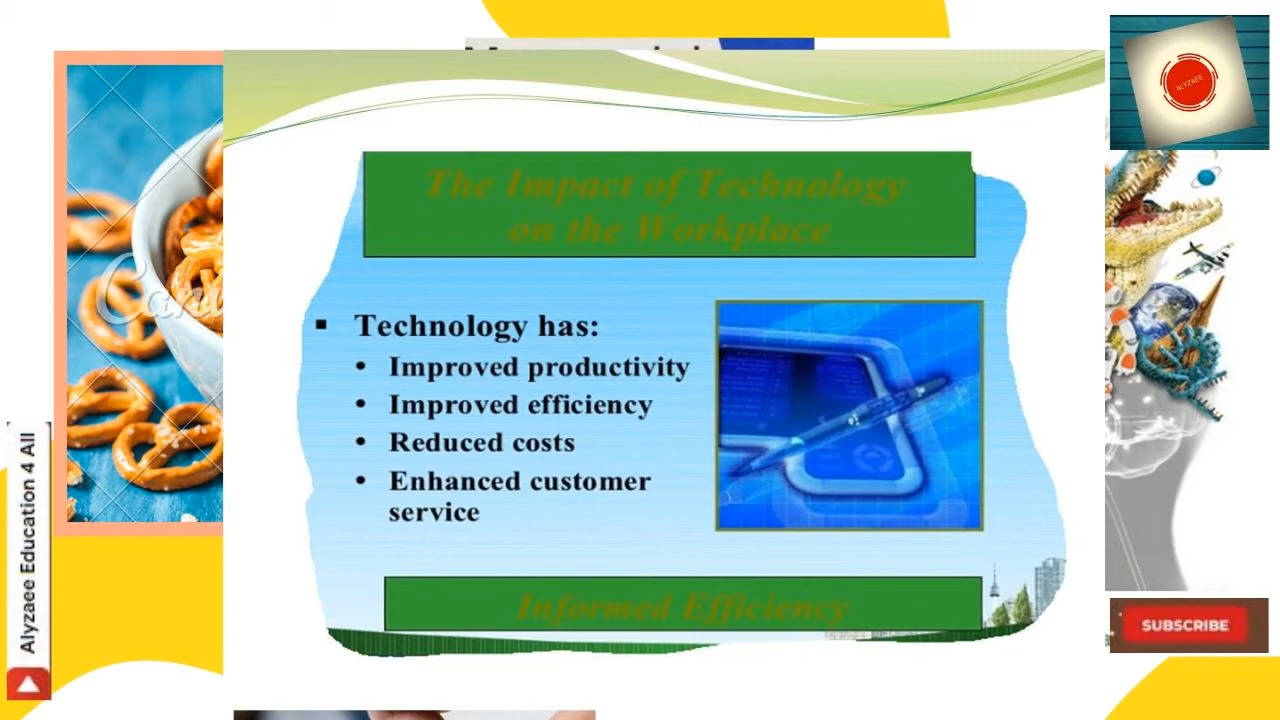 ALYZAEE
The Impact of Technology
on the Workplace
Technology has:
Improved productivity
Improved efficiency
Reduced costs
Enhanced customer
service
Informed Efficiency
Alyzaee Education 4 All
SUBSCRIBE